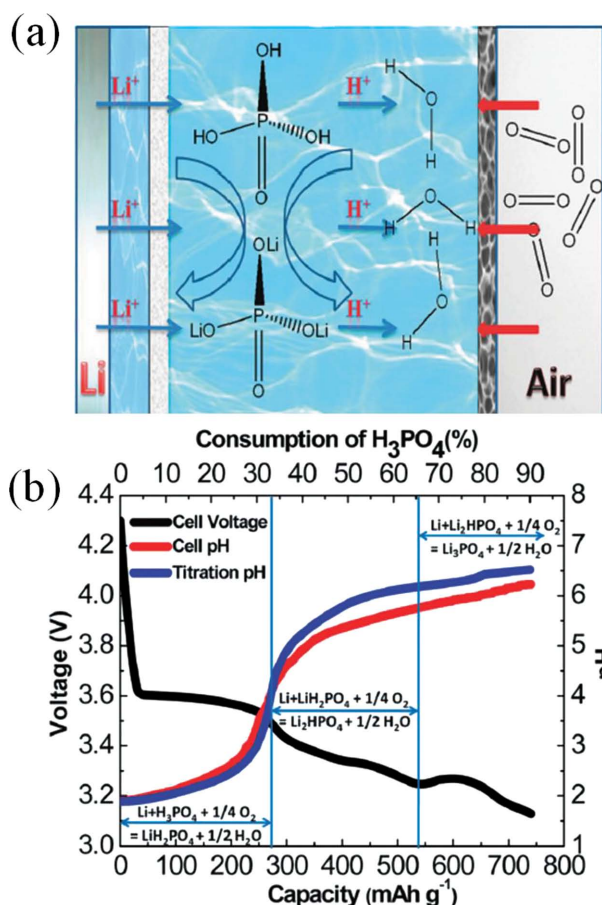 (a)
OH
Li⁺
H⁺
H
O
HO
P
OH
H
O
O
O
O
O
Li⁺
H⁺
O
O
O
H
O
H
O
O
OLi
H
O
Li⁺
P
H⁺
O
LiO
OLi
H
H
Li
O
Air
Consumption of H₃PO₄(%)
0 10 20 30 40 50 60 70 80 90
(b)
4.4
4.2
4.0
3.8
3.6
3.4
3.2
3.0
Voltage (V)
Cell Voltage
Cell pH
Titration pH
Li+Li₂HPO₄ + 1/4 O₂
= Li₃PO₄ + 1/2 H₂O
Li+LiH₂PO₄ + 1/4 O₂
= Li₂HPO₄ + 1/2 H₂O
Li+H₃PO₄ + 1/4 O₂
= LiH₂PO₄ + 1/2 H₂O
8
7
6
5
4
3
2
1
pH
0 100 200 300 400 500 600 700 800
Capacity (mAh g⁻¹)